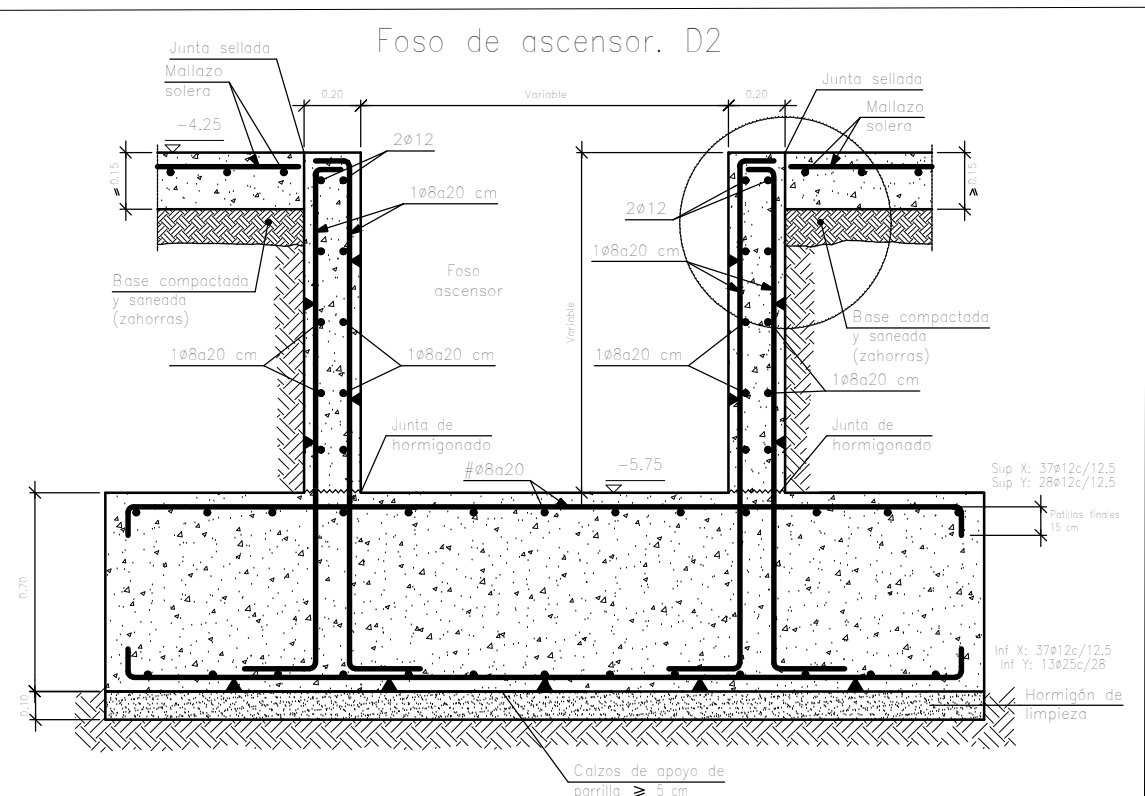 Foso de ascensor. D2
Junta sellada
Mallazo
solera
0.20
Variable
0.20
Junta sellada
Mallazo
solera
-4.25
2ø12
1ø8a20 cm
2ø12
1ø8a20 cm
≥0.15
Foso
ascensor
Variable
Base compactada
y saneada
(zahorras)
Base compactada
y saneada
(zahorras)
1ø8a20 cm
1ø8a20 cm
1ø8a20 cm
1ø8a20 cm
Junta de
hormigonado
Junta de
hormigonado
#ø8a20
-5.75
Sup X: 37ø12c/12.5
Sup Y: 28ø12c/12.5
Patillas finales
15 cm
0.70
Inf X: 37ø12c/12.5
Inf Y: 13ø25c/28
0.10
Hormigón de
limpieza
Calzos de apoyo de
parrilla ≥ 5 cm